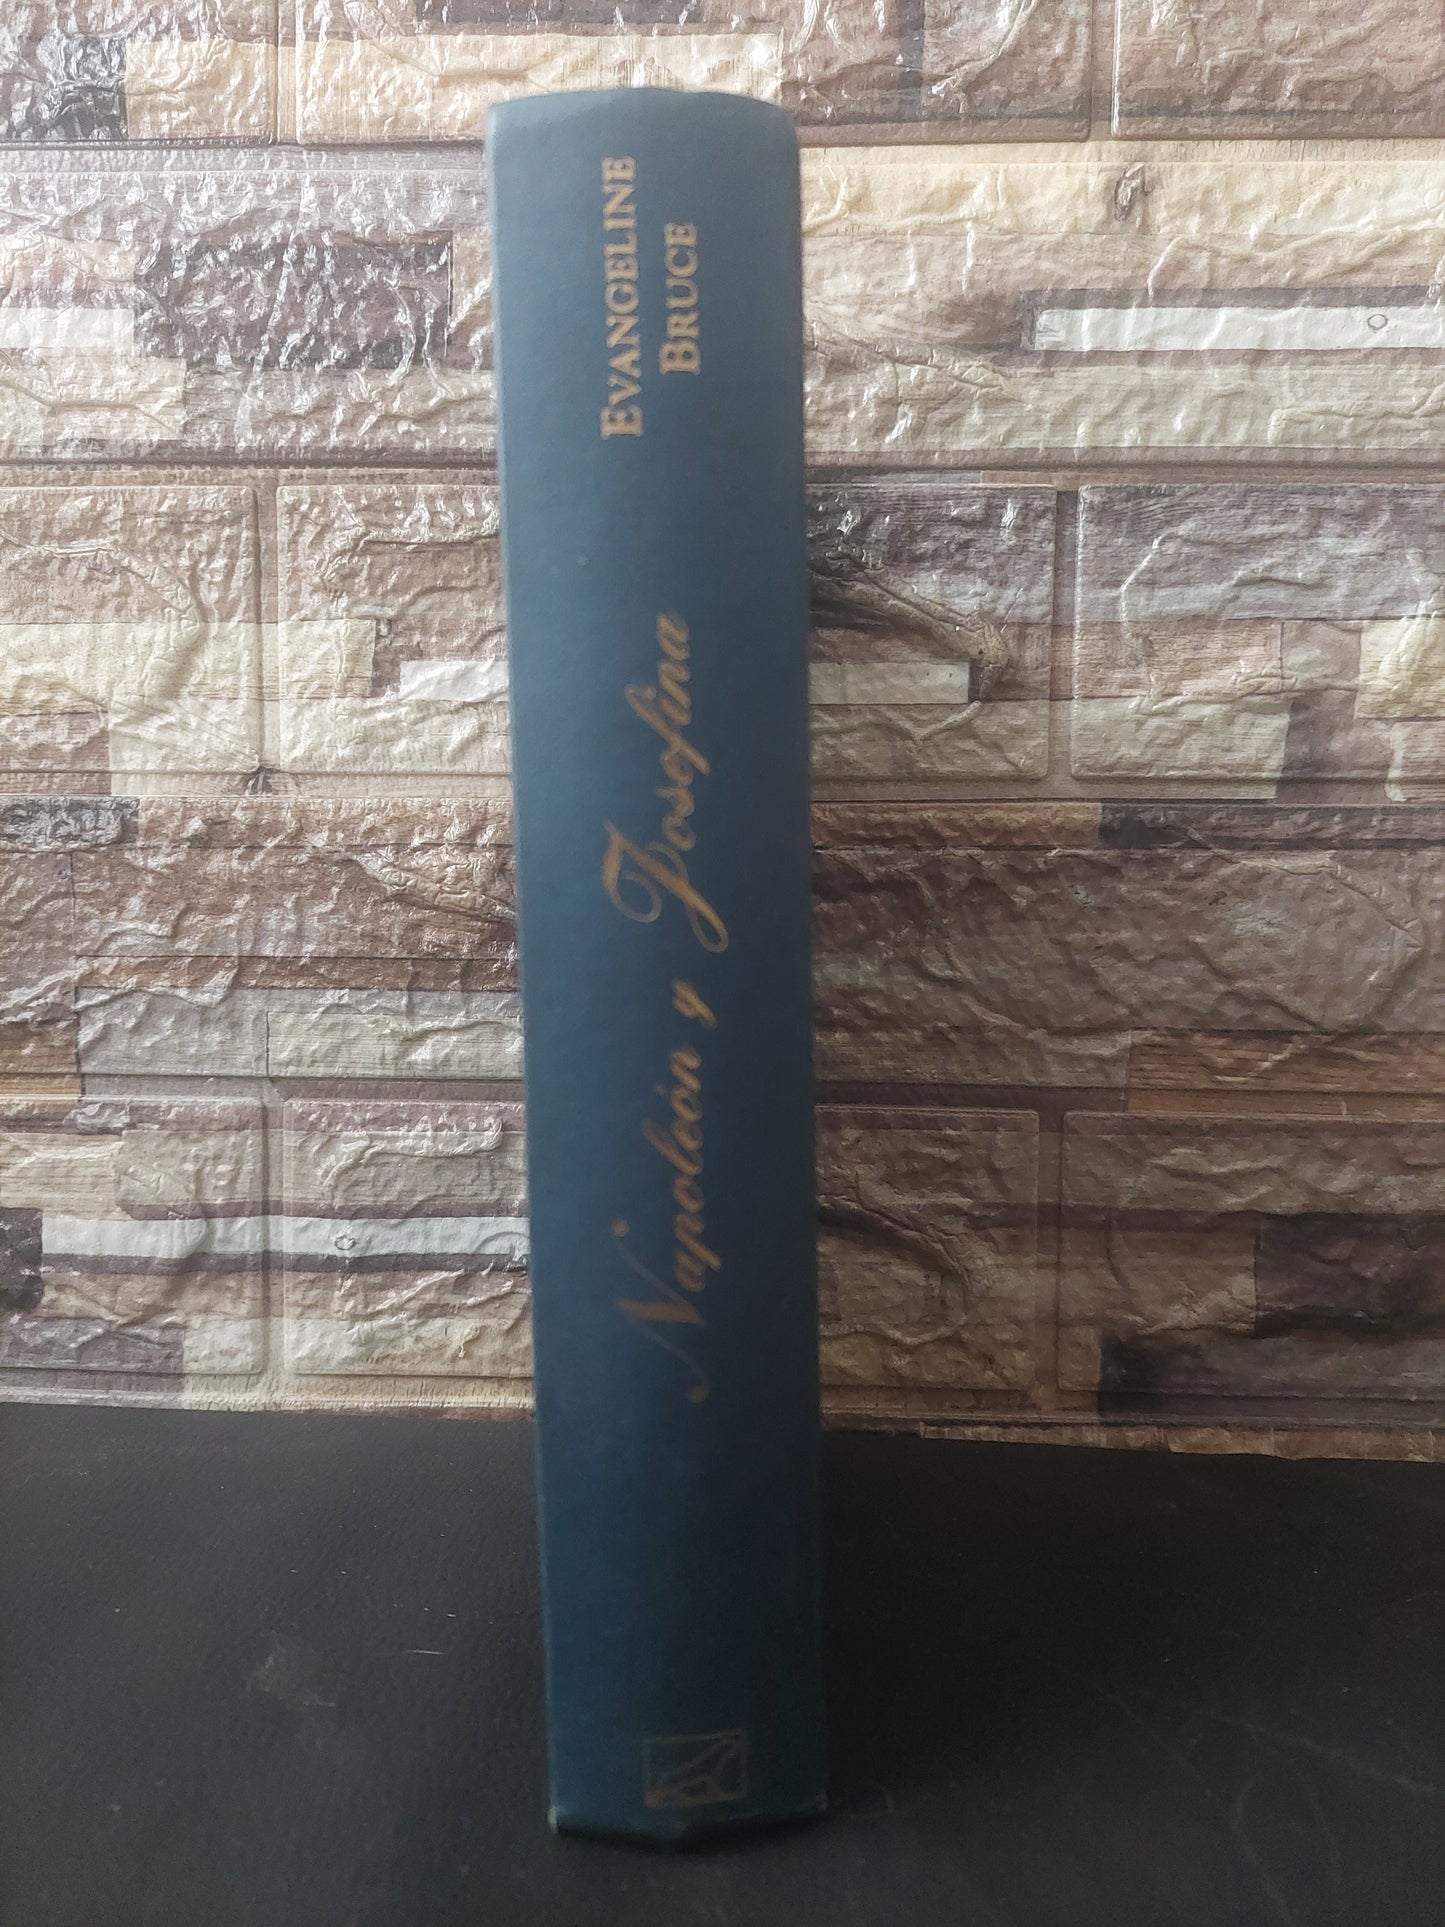 EVANGELINE
BRUCE
Napoleón y Josefina